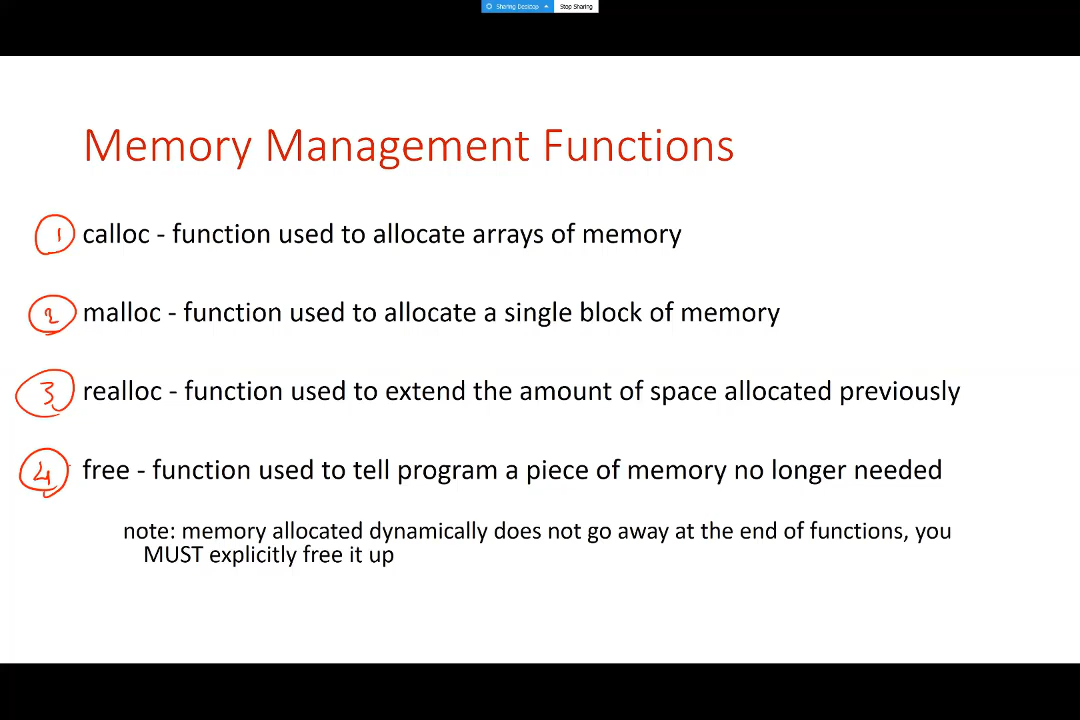 Sharing Desktop Stop Sharing
Memory Management Functions
1 calloc - function used to allocate arrays of memory
2 malloc - function used to allocate a single block of memory
3 realloc - function used to extend the amount of space allocated previously
4 free - function used to tell program a piece of memory no longer needed
note: memory allocated dynamically does not go away at the end of functions, you
MUST explicitly free it up